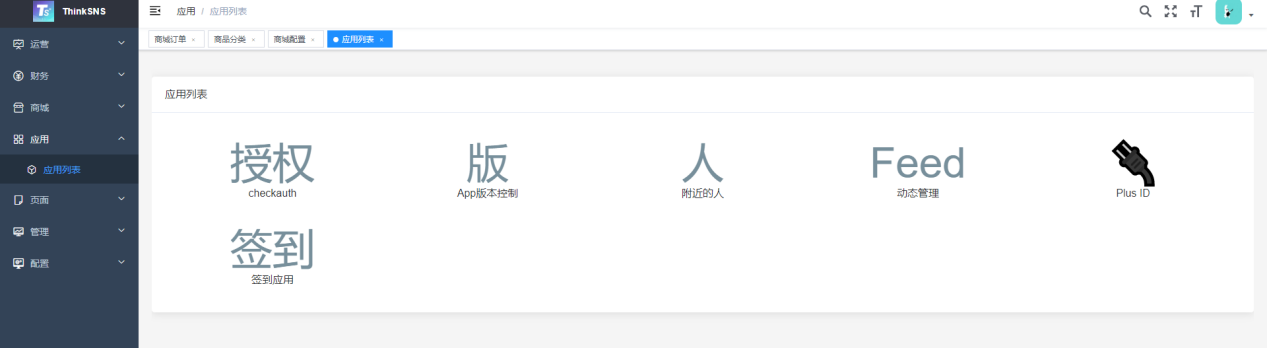 ThinkSNS
应用 / 应用列表
商城订单 × 商品分类 × 商城配置 × 应用列表 ×
运营
财务
商城
应用
应用列表
页面
管理
配置
应用列表
授权 版 人 Feed
checkauth App版本控制 附近的人 动态管理 Plus ID
签到
签到应用